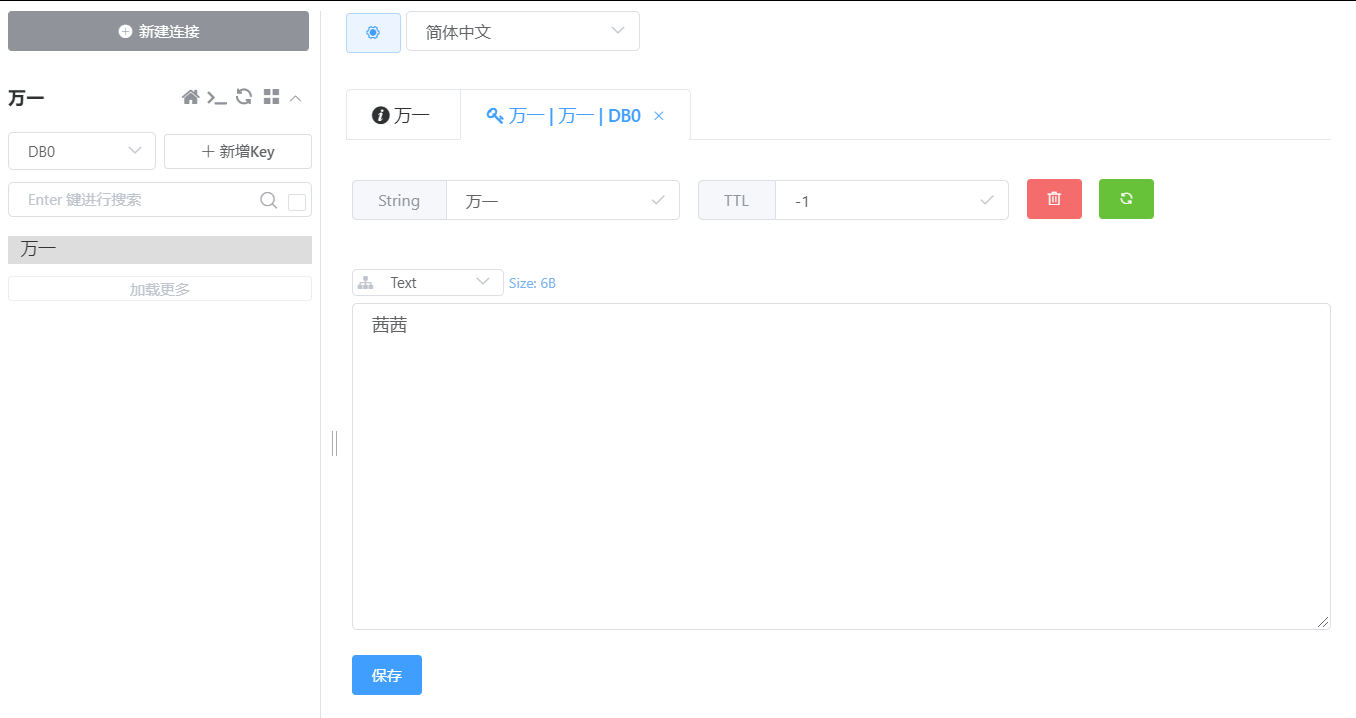 新建连接
万一
DB0
新增Key
Enter 键进行搜索
万一
加载更多
简体中文
万一
万一 | 万一 | DB0
String 万一
TTL -1
Text
Size: 6B
茜茜
保存